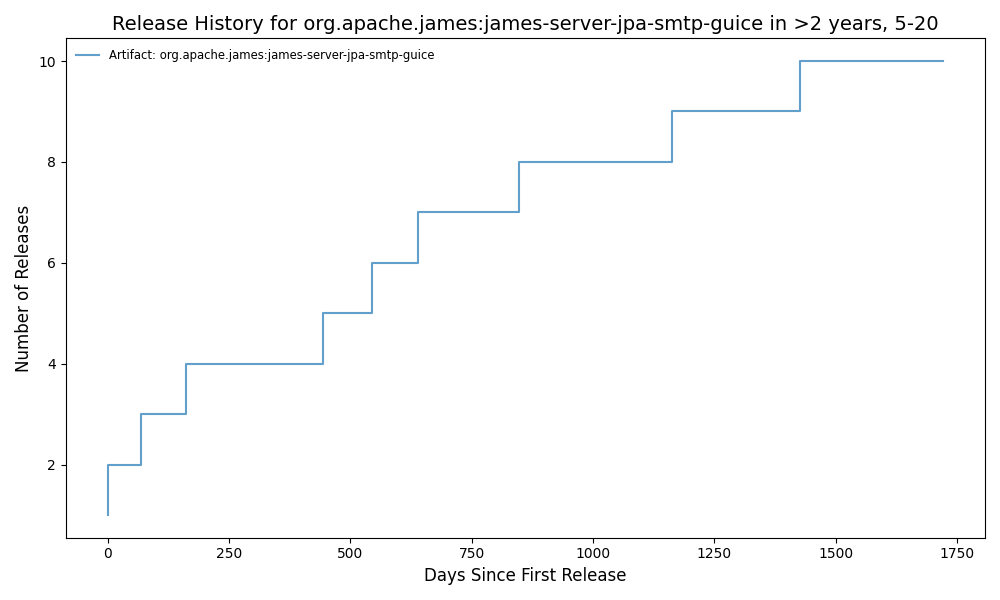 Release History for org.apache.james:james-server-jpa-smtp-guice in >2 years, 5-20
Artifact: org.apache.james:james-server-jpa-smtp-guice
10
8
6
4
2
Number of Releases
0 250 500 750 1000 1250 1500 1750
Days Since First Release